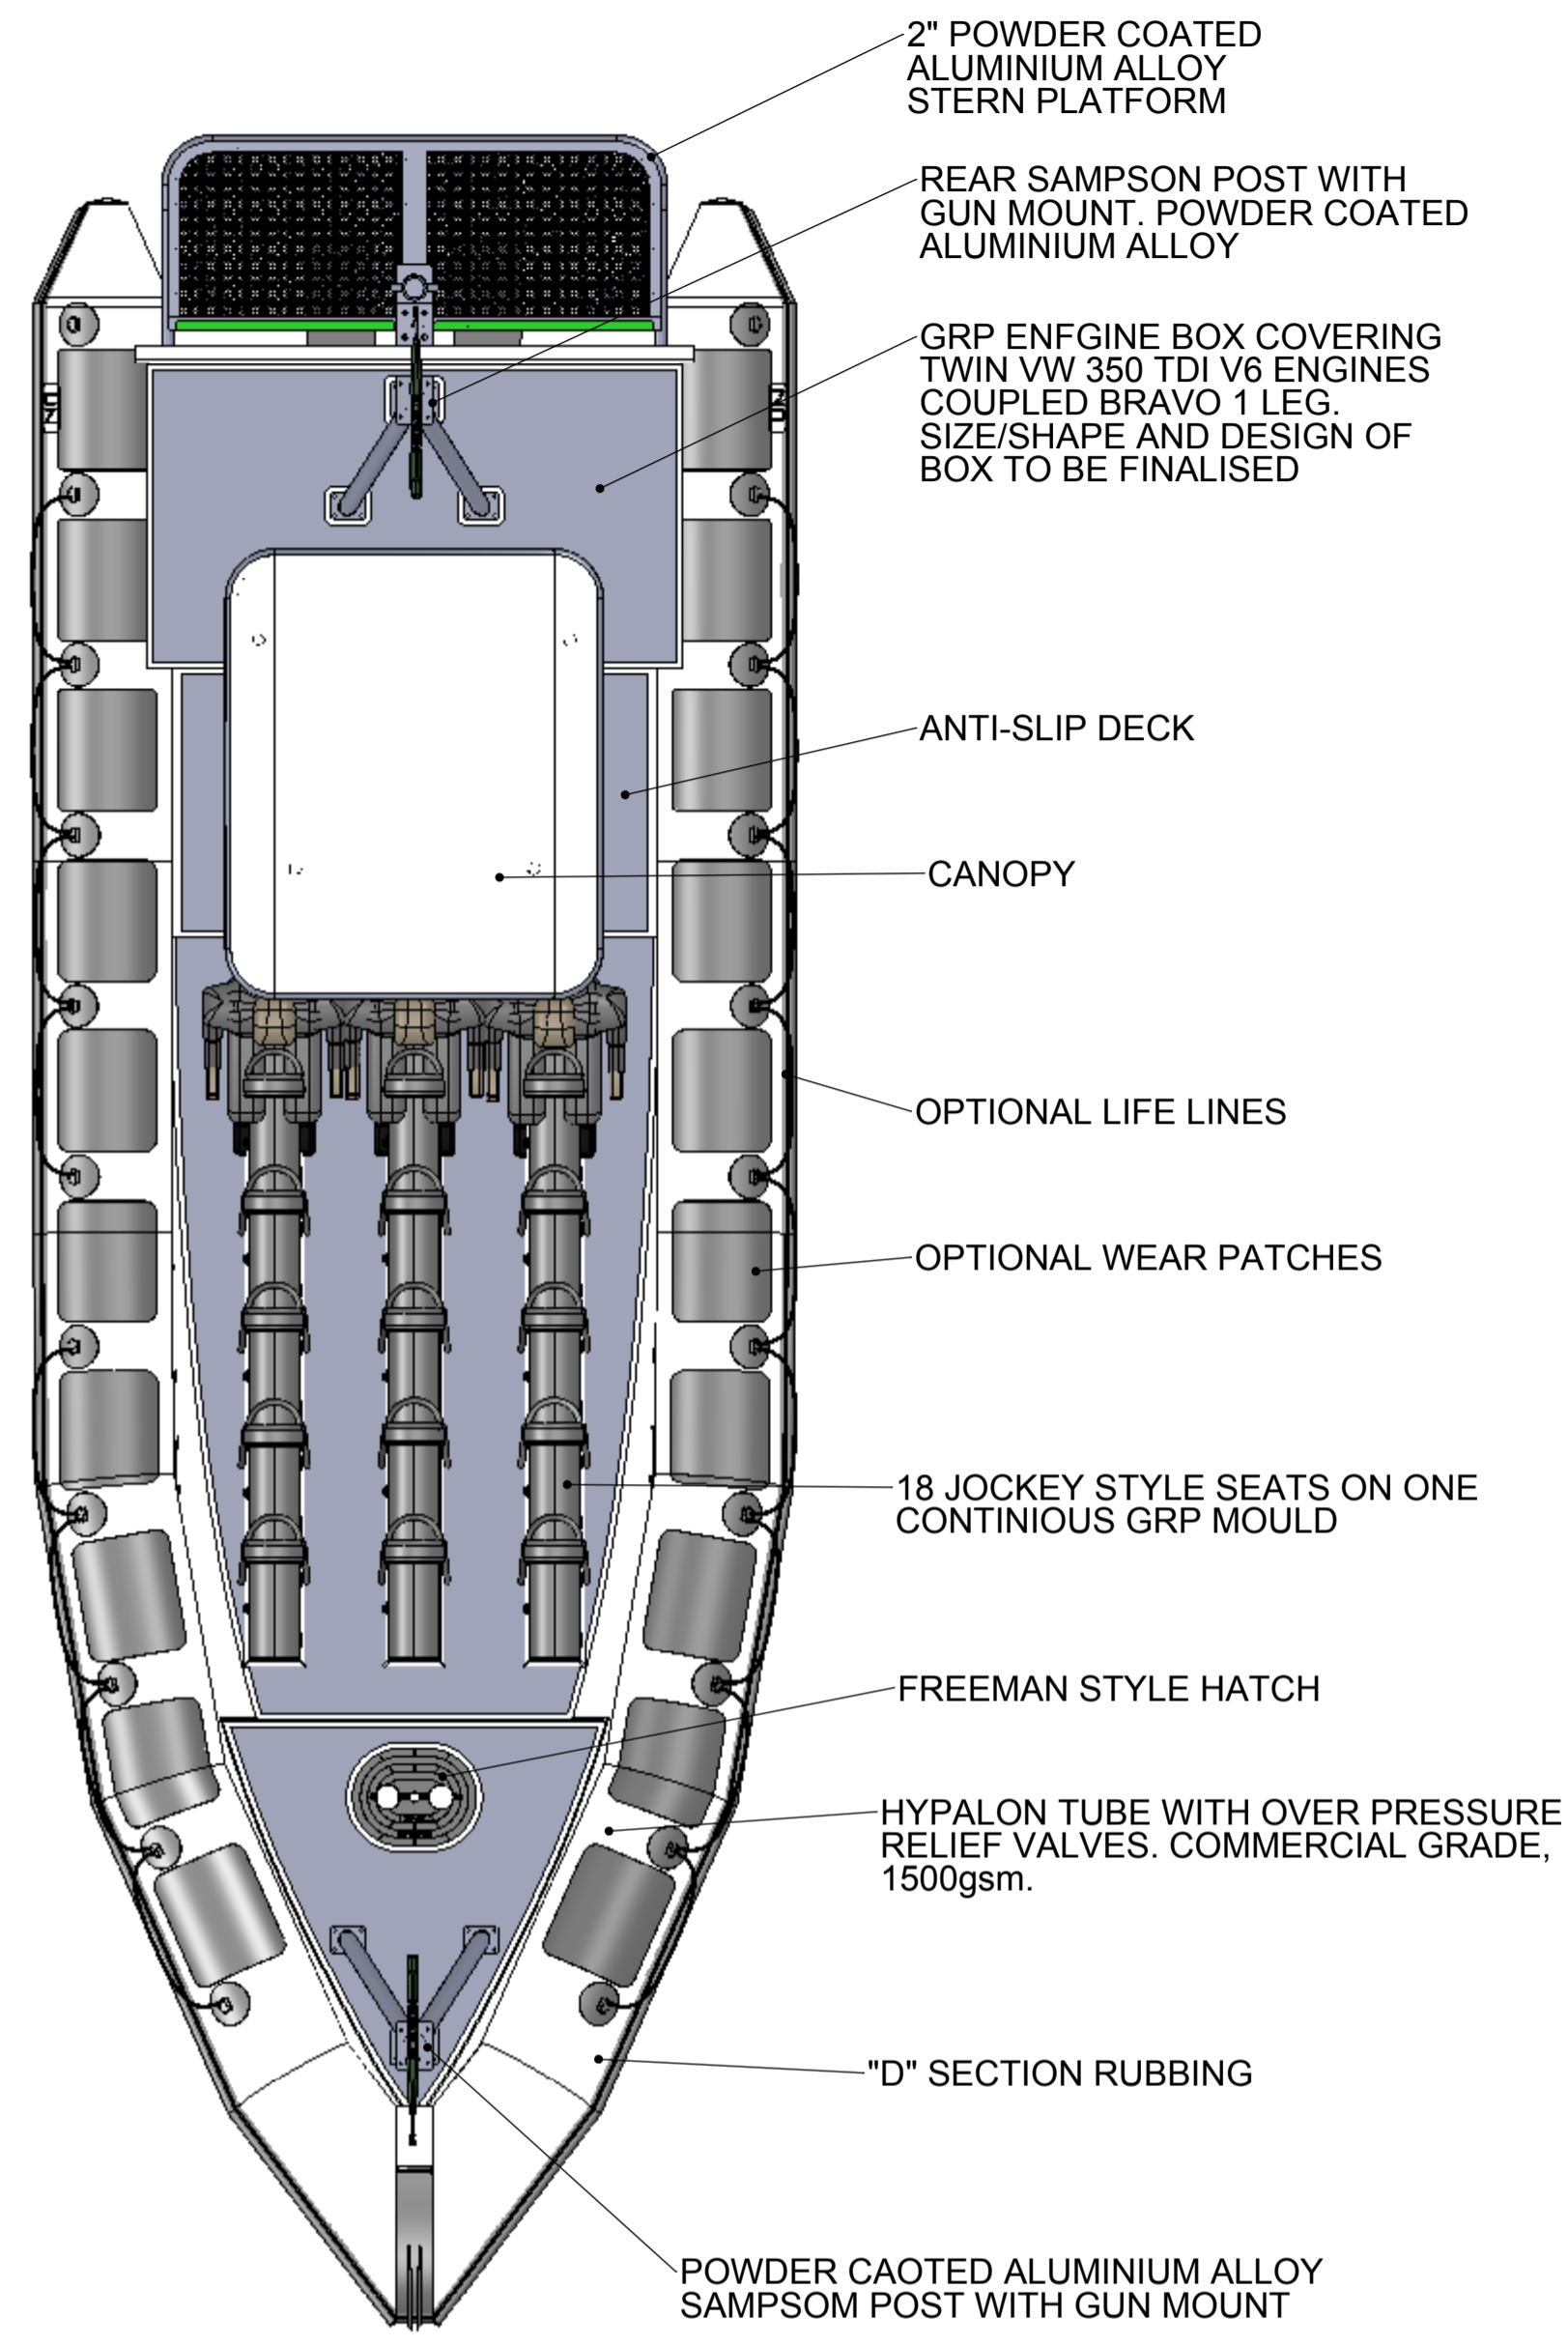 2" POWDER COATED
ALUMINIUM ALLOY
STERN PLATFORM
REAR SAMPSON POST WITH
GUN MOUNT. POWDER COATED
ALUMINIUM ALLOY
GRP ENFGINE BOX COVERING
TWIN VW 350 TDI V6 ENGINES
COUPLED BRAVO 1 LEG.
SIZE/SHAPE AND DESIGN OF
BOX TO BE FINALISED
ANTI-SLIP DECK
CANOPY
OPTIONAL LIFE LINES
OPTIONAL WEAR PATCHES
18 JOCKEY STYLE SEATS ON ONE
CONTINIOUS GRP MOULD
FREEMAN STYLE HATCH
HYPALON TUBE WITH OVER PRESSURE
RELIEF VALVES. COMMERCIAL GRADE,
1500gsm.
"D" SECTION RUBBING
POWDER CAOTED ALUMINIUM ALLOY
SAMPSOM POST WITH GUN MOUNT